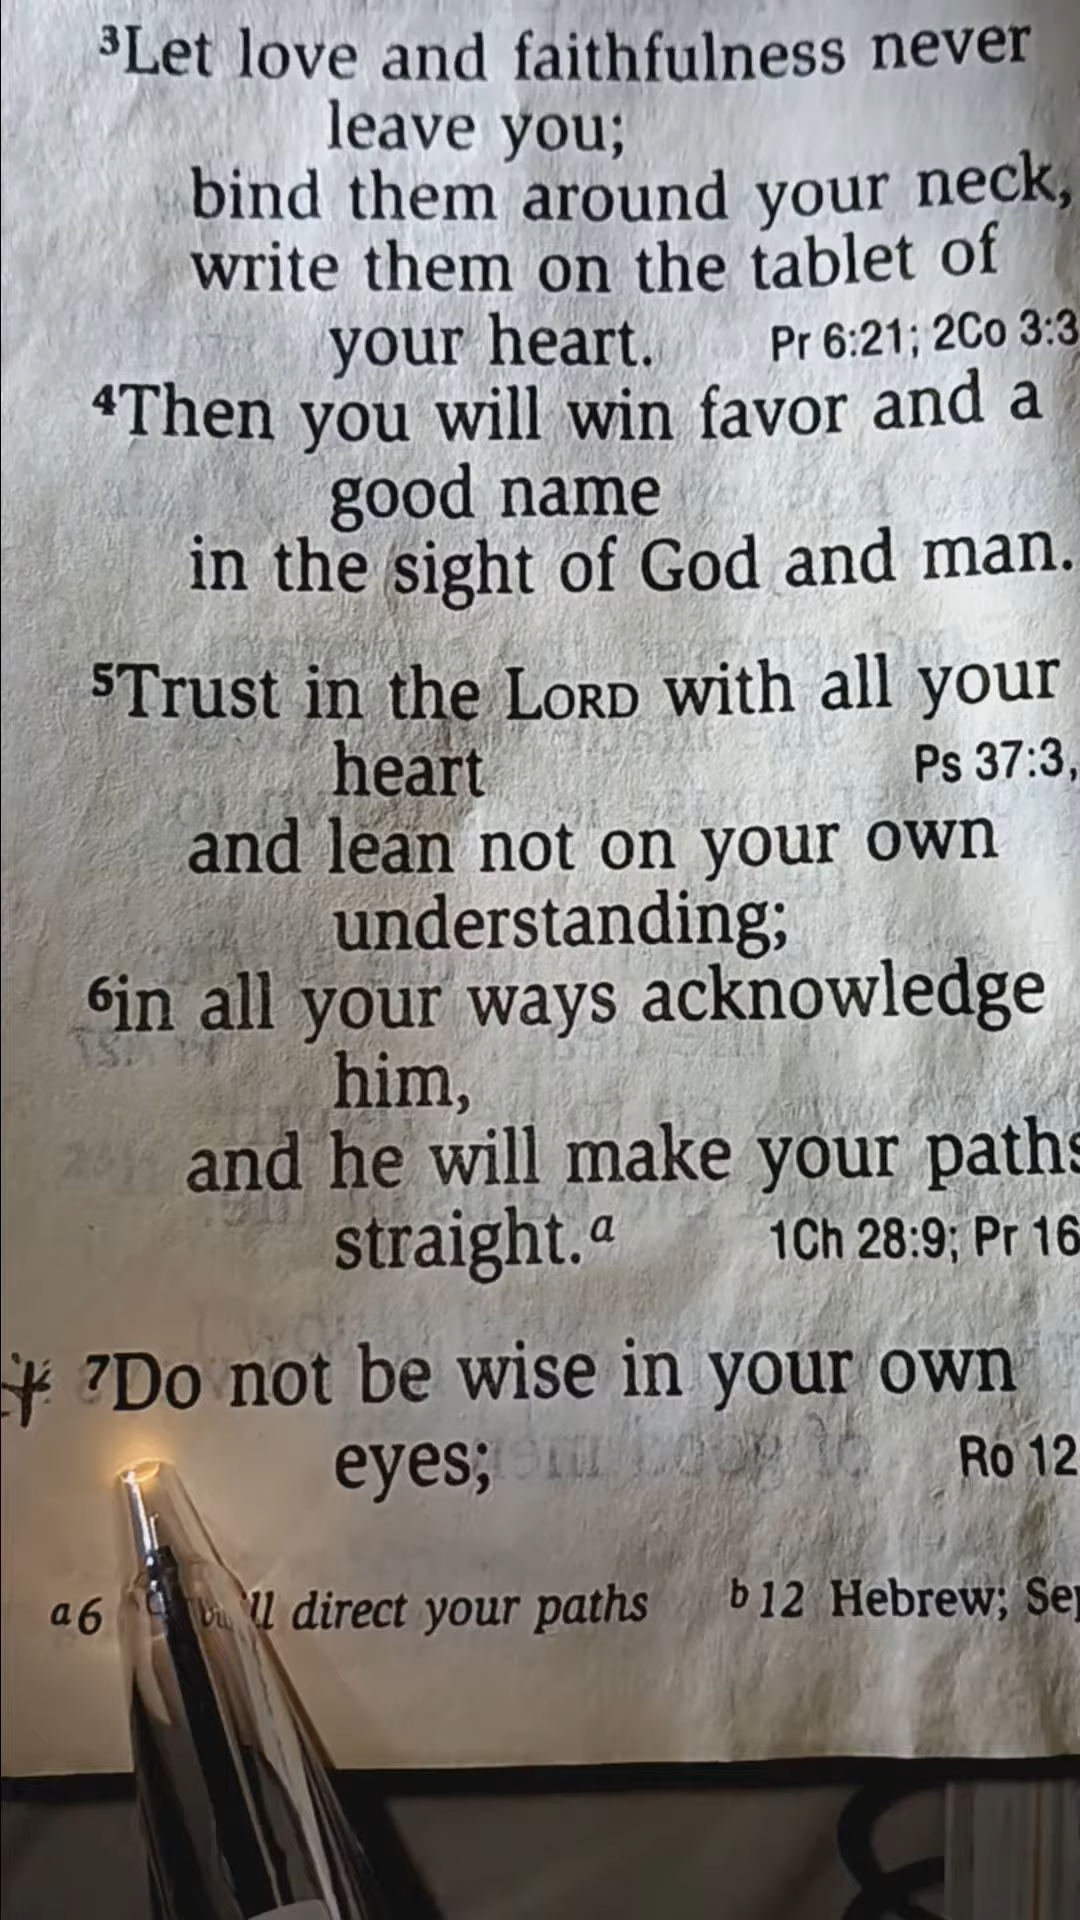 3Let love and faithfulness never
leave you;
bind them around your neck,
write them on the tablet of
your heart. Pr 6:21; 2Co 3:3
4Then you will win favor and a
good name
in the sight of God and man.
5Trust in the LORD with all your
heart Ps 37:3,
and lean not on your own
understanding;
6in all your ways acknowledge
him,
and he will make your paths
straight.a 1Ch 28:9; Pr 16
7Do not be wise in your own
eyes; Ro 12
a6 direct your paths b12 Hebrew;